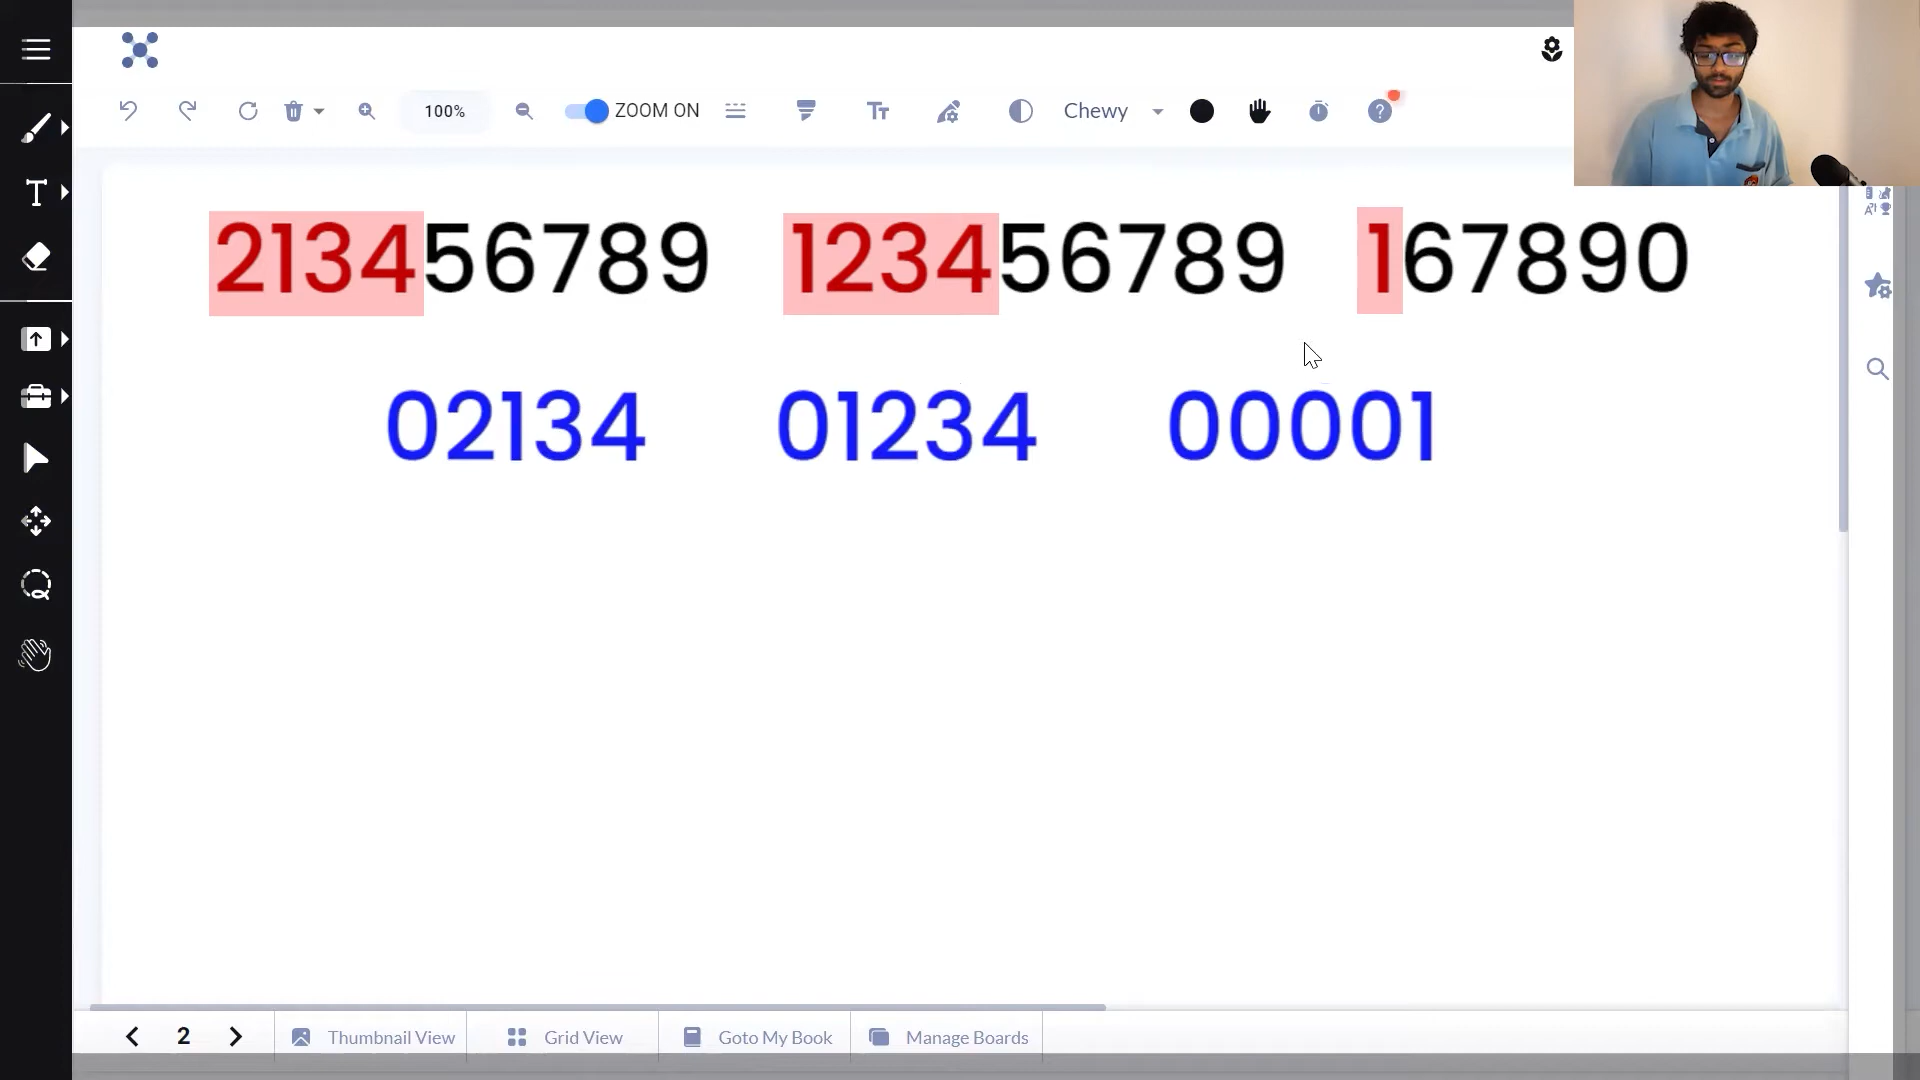 100% ZOOM ON Chewy
213456789 123456789 167890
02134 01234 00001
2 Thumbnail View Grid View Goto My Book Manage Boards